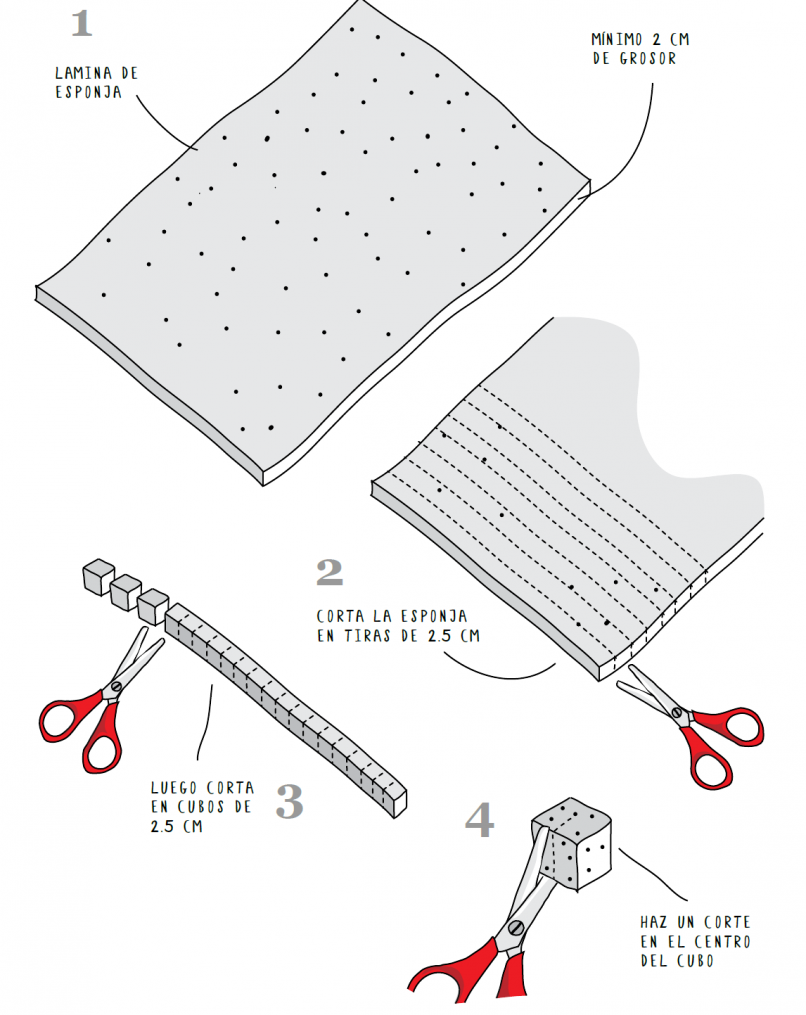 1
LAMINA DE
ESPONJA
MÍNIMO 2 CM
DE GROSOR
2
CORTA LA ESPONJA
EN TIRAS DE 2.5 CM
LUEGO CORTA
EN CUBOS DE
2.5 CM
3
4
HAZ UN CORTE
EN EL CENTRO
DEL CUBO